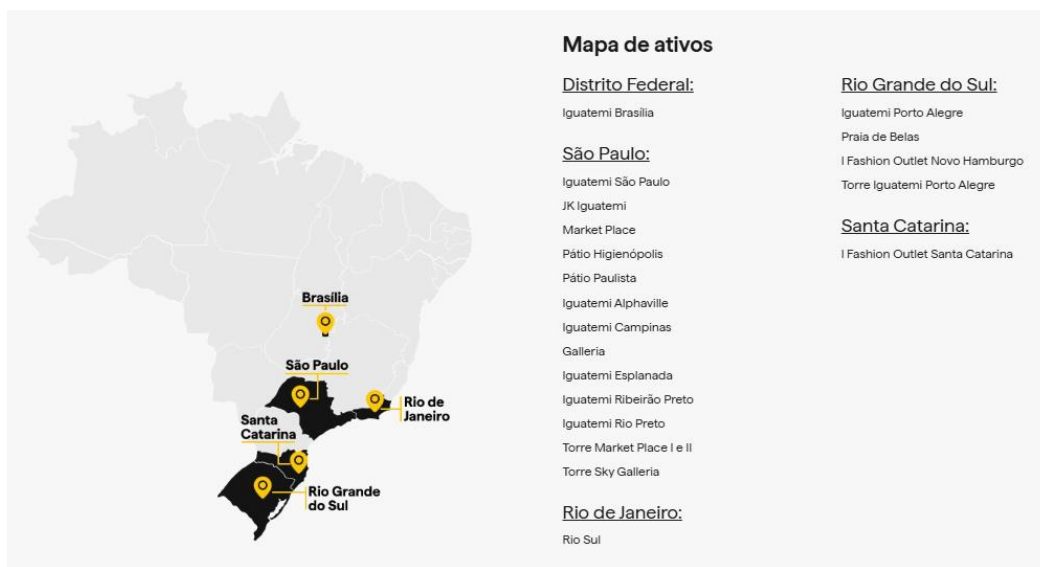 Mapa de ativos
Distrito Federal:
Iguatemi Brasília
São Paulo:
Iguatemi São Paulo
JK Iguatemi
Market Place
Pátio Higienópolis
Pátio Paulista
Iguatemi Alphaville
Iguatemi Campinas
Galleria
Iguatemi Esplanada
Iguatemi Ribeirão Preto
Iguatemi Rio Preto
Torre Market Place I e II
Torre Sky Galleria
Rio de Janeiro:
Rio Sul
Rio Grande do Sul:
Iguatemi Porto Alegre
Praia de Belas
I Fashion Outlet Novo Hamburgo
Torre Iguatemi Porto Alegre
Santa Catarina:
I Fashion Outlet Santa Catarina
Brasília
São Paulo
Rio de
Janeiro
Santa
Catarina
Rio Grande
do Sul